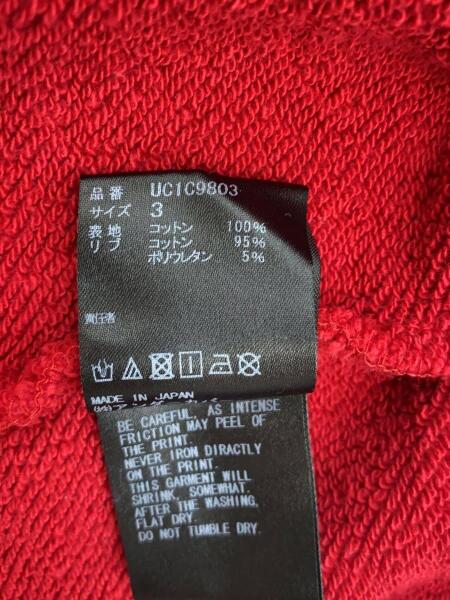 品番 UC1C9803
サイズ 3
表地 コットン 100%
リブ コットン 95%
ポリウレタン 5%
責任者
MADE IN JAPAN
BE CAREFUL, AS INTENSE
FRICTION MAY PEEL OF
THE PRINT.
NEVER IRON DIRACTLY
ON THE PRINT.
THIS GARMENT WILL
SHRINK, SOMEWHAT,
AFTER THE WASHING,
FLAT DRY.
DO NOT TUMBLE DRY.